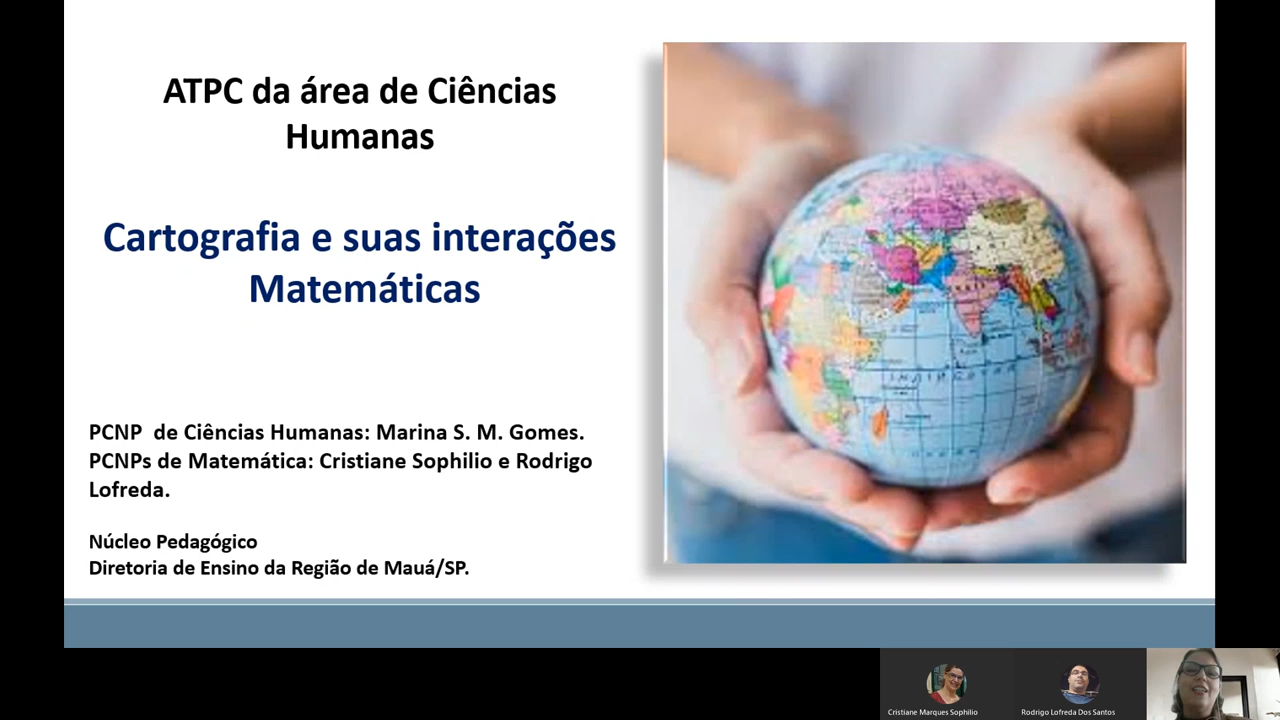 ATPC da área de Ciências
Humanas
Cartografia e suas interações
Matemáticas
PCNP  de Ciências Humanas: Marina S. M. Gomes.
PCNPs de Matemática: Cristiane Sophilio e Rodrigo
Lofreda.
Núcleo Pedagógico
Diretoria de Ensino da Região de Mauá/SP.
Cristiane Marques Sophilio
Rodrigo Lofreda Dos Santos